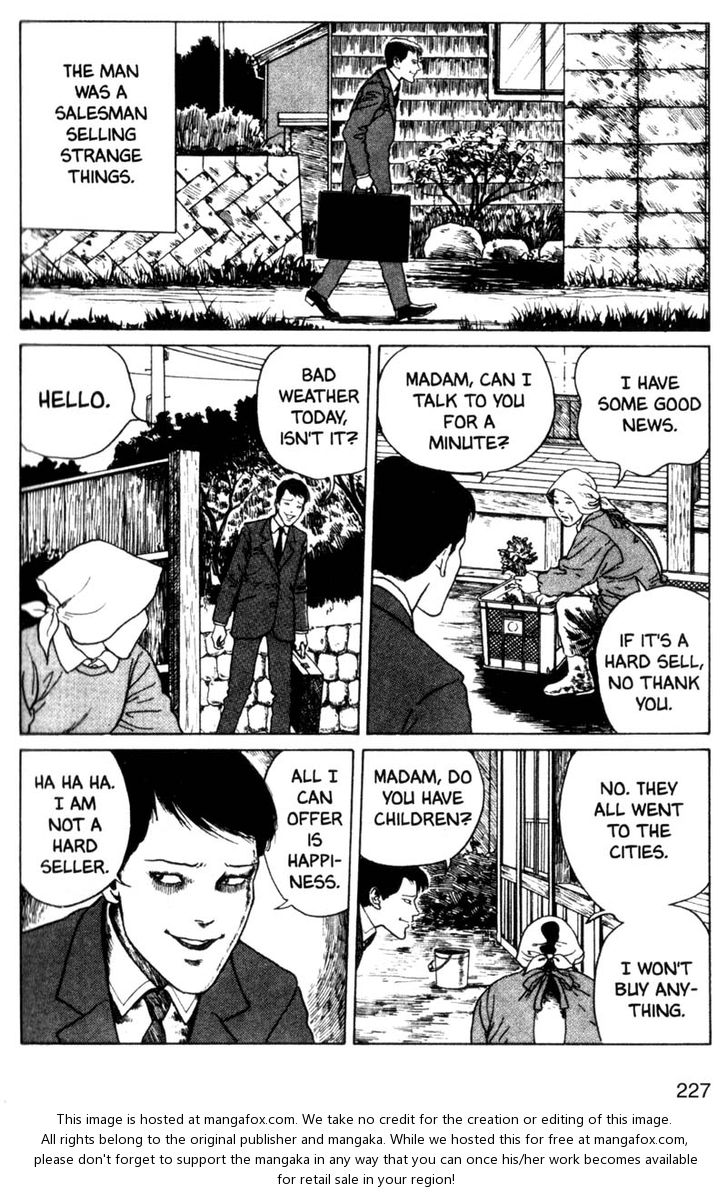 THE MAN
WAS A
SALESMAN
SELLING
STRANGE
THINGS.
HELLO.
BAD
WEATHER
TODAY,
ISN'T IT?
MADAM, CAN I
TALK TO YOU
FOR A
MINUTE?
I HAVE
SOME GOOD
NEWS.
IF IT'S A
HARD SELL,
NO THANK
YOU.
HA HA HA.
I AM
NOT A
HARD
SELLER.
ALL I
CAN
OFFER
IS
HAPPI-
NESS.
MADAM, DO
YOU HAVE
CHILDREN?
NO. THEY
ALL WENT
TO THE
CITIES.
I WON'T
BUY ANY-
THING.
227
This image is hosted at mangafox.com. We take no credit for the creation or editing of this image.
All rights belong to the original publisher and mangaka. While we hosted this for free at mangafox.com,
please don't forget to support the mangaka in any way that you can once his/her work becomes available
for retail sale in your region!